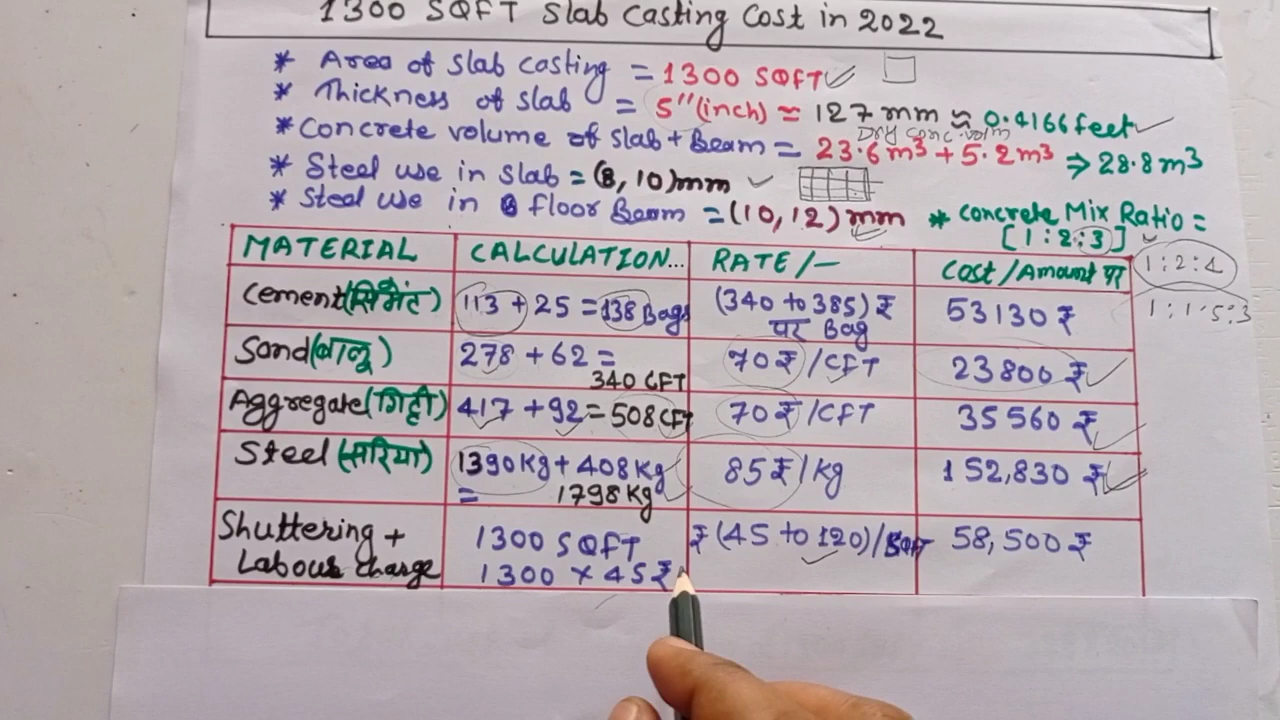 1300 SQFT Slab Casting Cost in 2022
* Area of slab casting = 1300 SQFT
* Thickness of slab = 5"(inch) ≈ 127 mm ≈ 0.4166 feet
Dry conc. volm
* Concrete volume of slab + Beam = 23.6 m³ + 5.2 m³ ⇒ 28.8 m³
* Steel use in slab = (8, 10) mm
* Steel use in floor Beam = (10, 12) mm * Concrete Mix Ratio =
[1 : 2 : 3]
MATERIAL CALCULATION... RATE /- Cost /Amount
1 : 2 : 4
Cement (सिमेंट) 113 + 25 = 138 Bags (340 to 385) ₹
पर Bag 53130 ₹
1 : 1.5 : 3
Sand (बालू) 278 + 62 =
340 CFT 70 ₹ /CFT 23800 ₹
Aggregate (गिट्टी) 417 + 92 = 508 CFT 70 ₹ /CFT 35560 ₹
Steel (सरिया) 1390 Kg + 408 Kg
= 1798 Kg 85 ₹ / Kg 152,830 ₹
Shuttering +
Labour charge 1300 SQFT
1300 × 45 ₹ ₹ (45 to 120) /SQFT 58,500 ₹